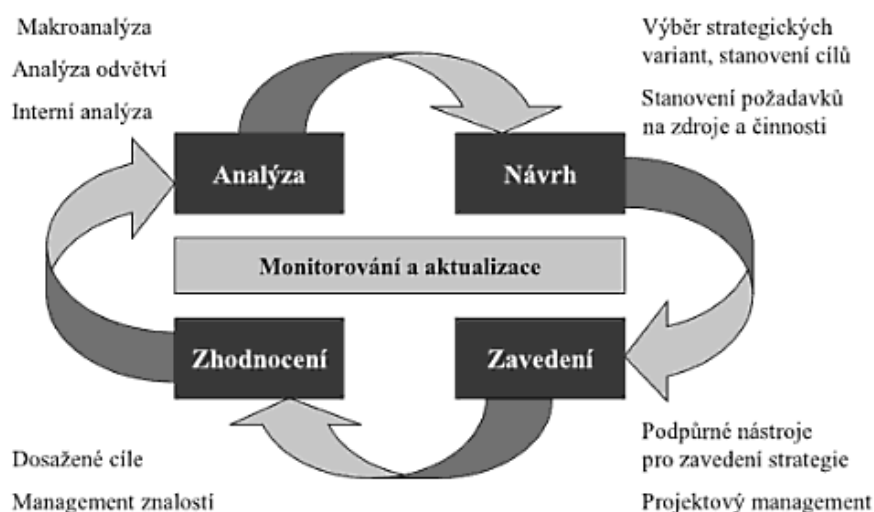 Makroanalýza
Analýza odvětví
Interní analýza
Výběr strategických
variant, stanovení cílů
Stanovení požadavků
na zdroje a činnosti
Analýza
Návrh
Monitorování a aktualizace
Zhodnocení
Zavedení
Dosažené cíle
Management znalostí
Podpůrné nástroje
pro zavedení strategie
Projektový management